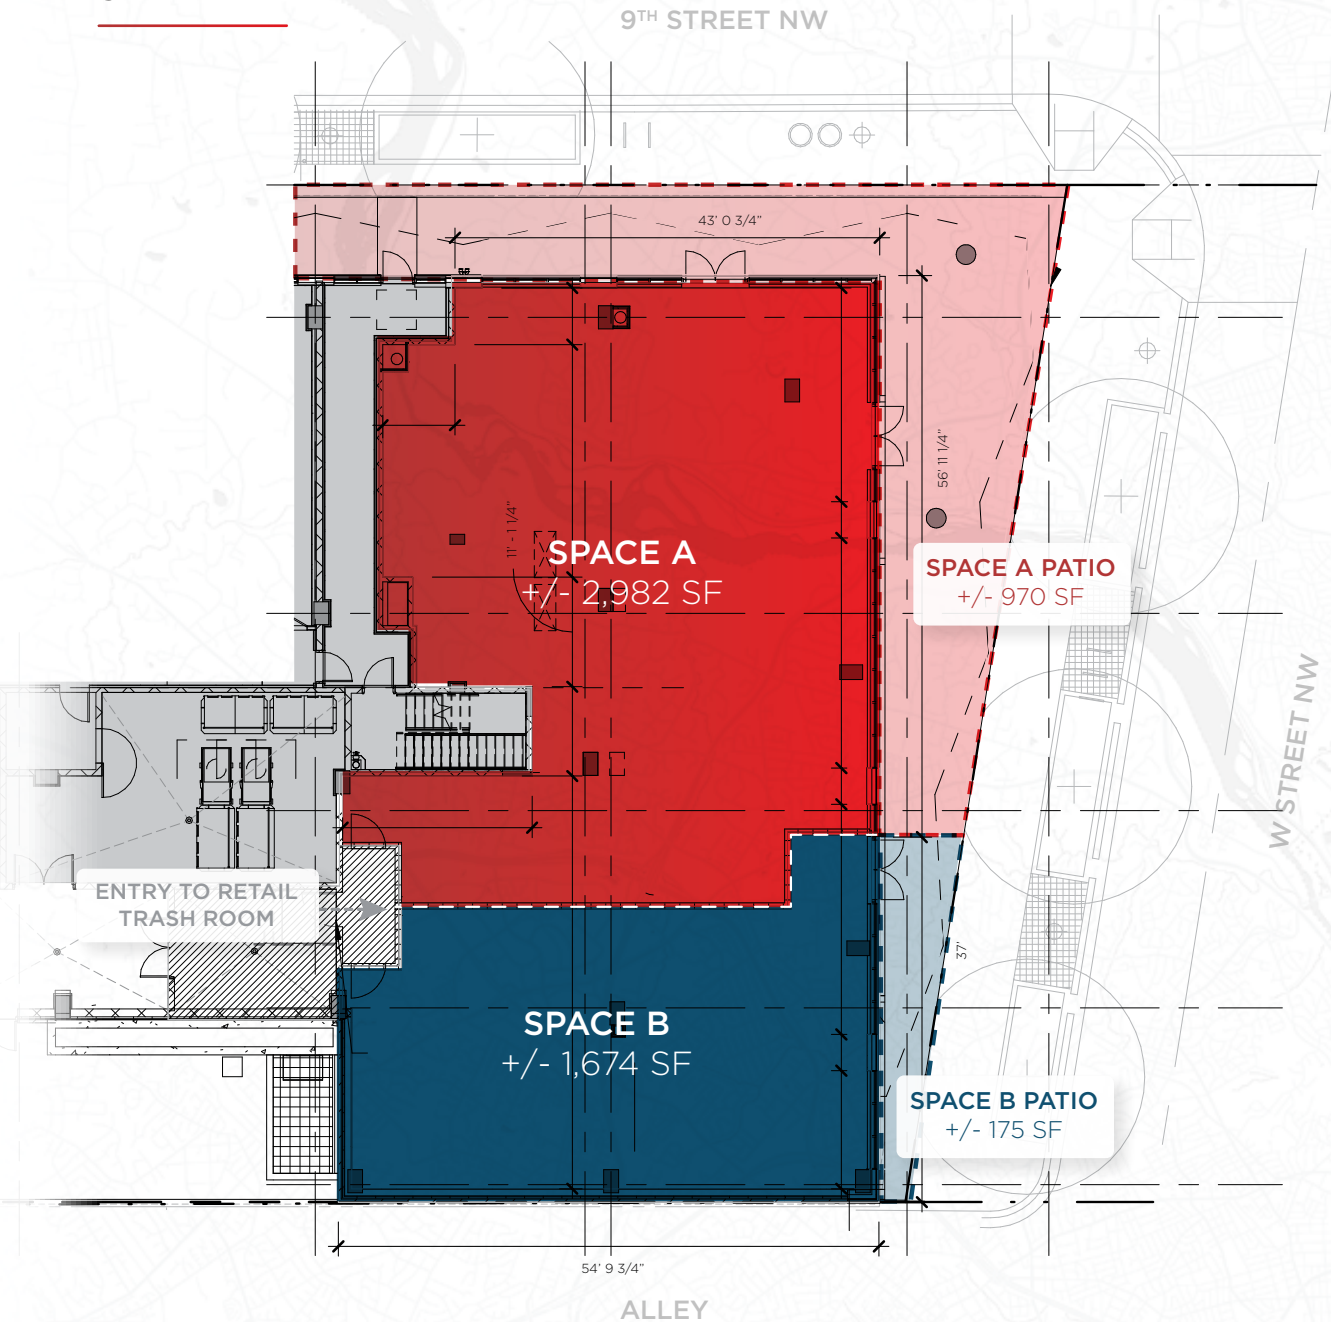 9TH STREET NW
43' 0 3/4"
56' 11 1/4"
11' - 1 1/4"
SPACE A
+/- 2,982 SF
SPACE A PATIO
+/- 970 SF
W STREET NW
ENTRY TO RETAIL
TRASH ROOM
37'
SPACE B
+/- 1,674 SF
SPACE B PATIO
+/- 175 SF
54' 9 3/4"
ALLEY